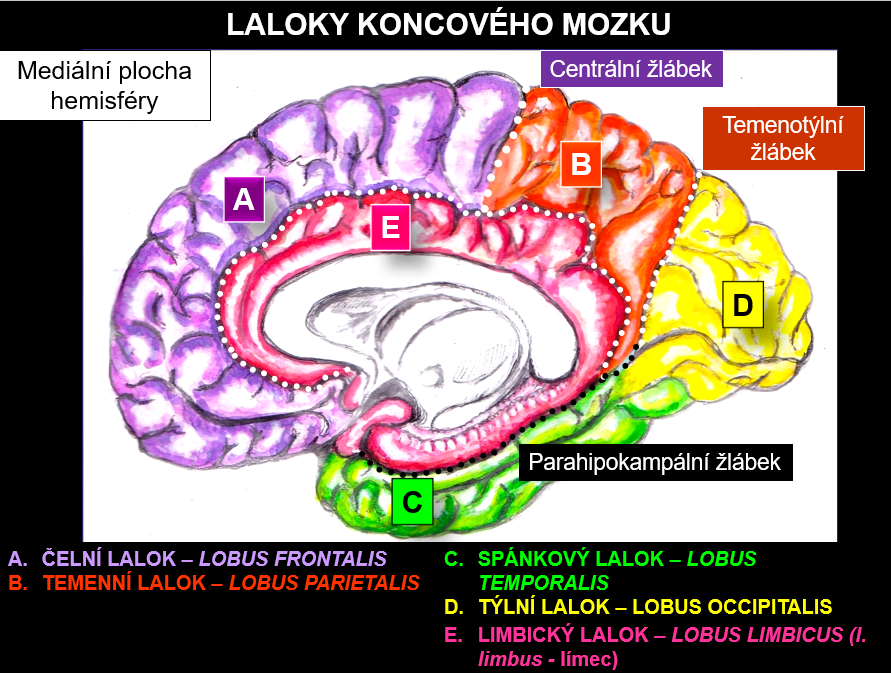 LALOKY KONCOVÉHO MOZKU
Mediální plocha
hemisféry
Centrální žlábek
Temenotýlní
žlábek
A
B
E
D
Parahipokampální žlábek
C
A. ČELNÍ LALOK – LOBUS FRONTALIS
B. TEMENNÍ LALOK – LOBUS PARIETALIS
C. SPÁNKOVÝ LALOK – LOBUS
TEMPORALIS
D. TÝLNÍ LALOK – LOBUS OCCIPITALIS
E. LIMBICKÝ LALOK – LOBUS LIMBICUS (l.
limbus - límec)